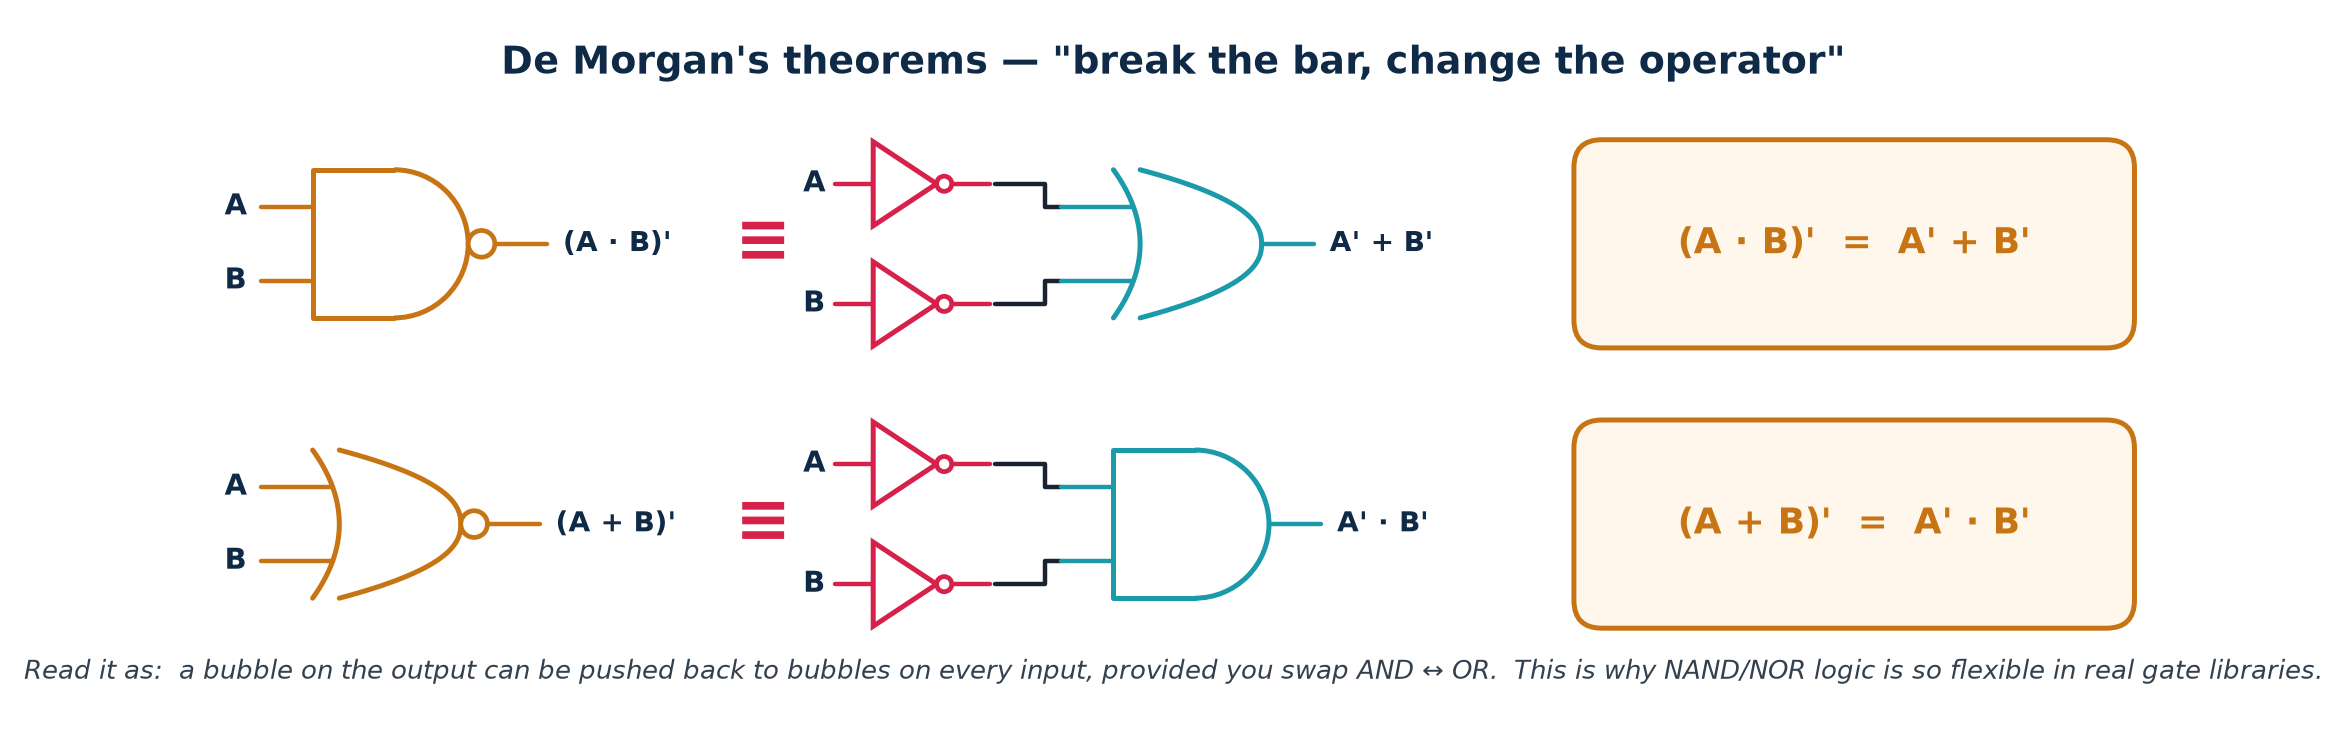 De Morgan's theorems — "break the bar, change the operator"
A
B
(A · B)'
≡
A
B
A' + B'
(A · B)' = A' + B'
A
B
(A + B)'
≡
A
B
A' · B'
(A + B)' = A' · B'
Read it as: a bubble on the output can be pushed back to bubbles on every input, provided you swap AND ↔ OR. This is why NAND/NOR logic is so flexible in real gate libraries.